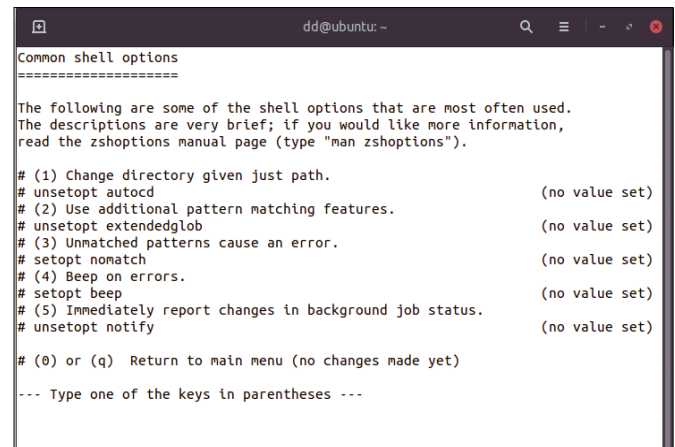 dd@ubuntu: ~
Common shell options
====================
The following are some of the shell options that are most often used.
The descriptions are very brief; if you would like more information,
read the zshoptions manual page (type "man zshoptions").
# (1) Change directory given just path.
# unsetopt autocd (no value set)
# (2) Use additional pattern matching features.
# unsetopt extendedglob (no value set)
# (3) Unmatched patterns cause an error.
# setopt nomatch (no value set)
# (4) Beep on errors.
# setopt beep (no value set)
# (5) Immediately report changes in background job status.
# unsetopt notify (no value set)
# (0) or (q)  Return to main menu (no changes made yet)
--- Type one of the keys in parentheses ---